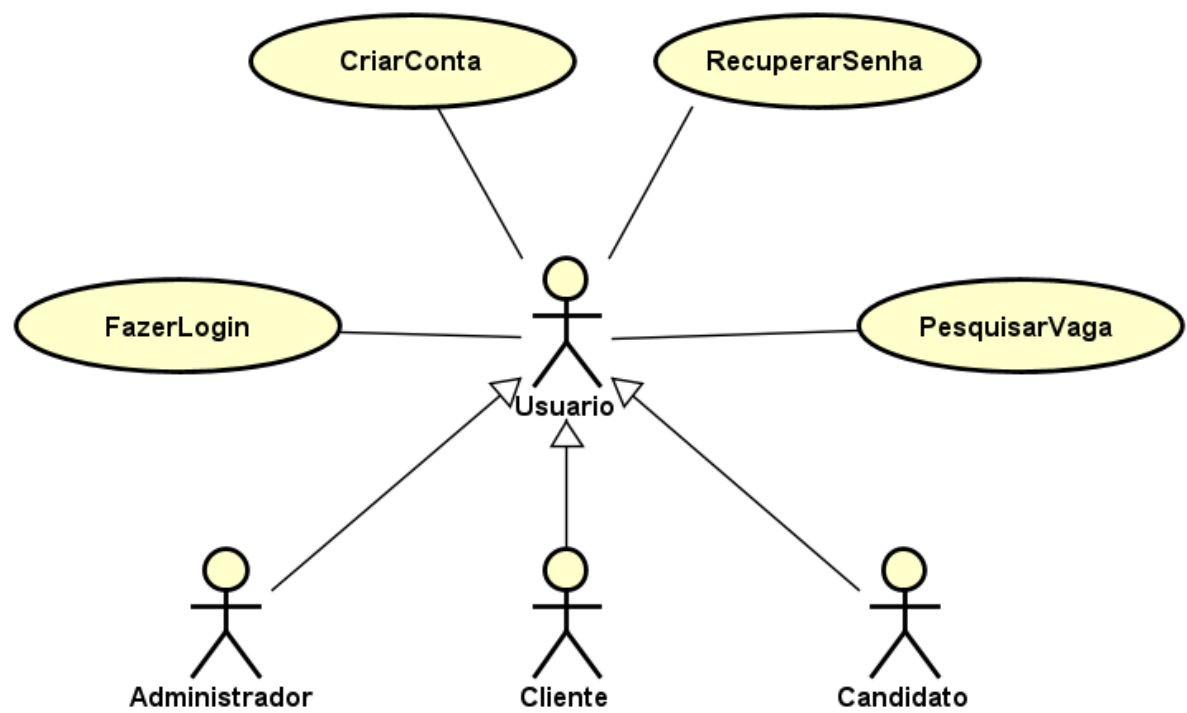 CriarConta
RecuperarSenha
FazerLogin
PesquisarVaga
Usuario
Administrador
Cliente
Candidato